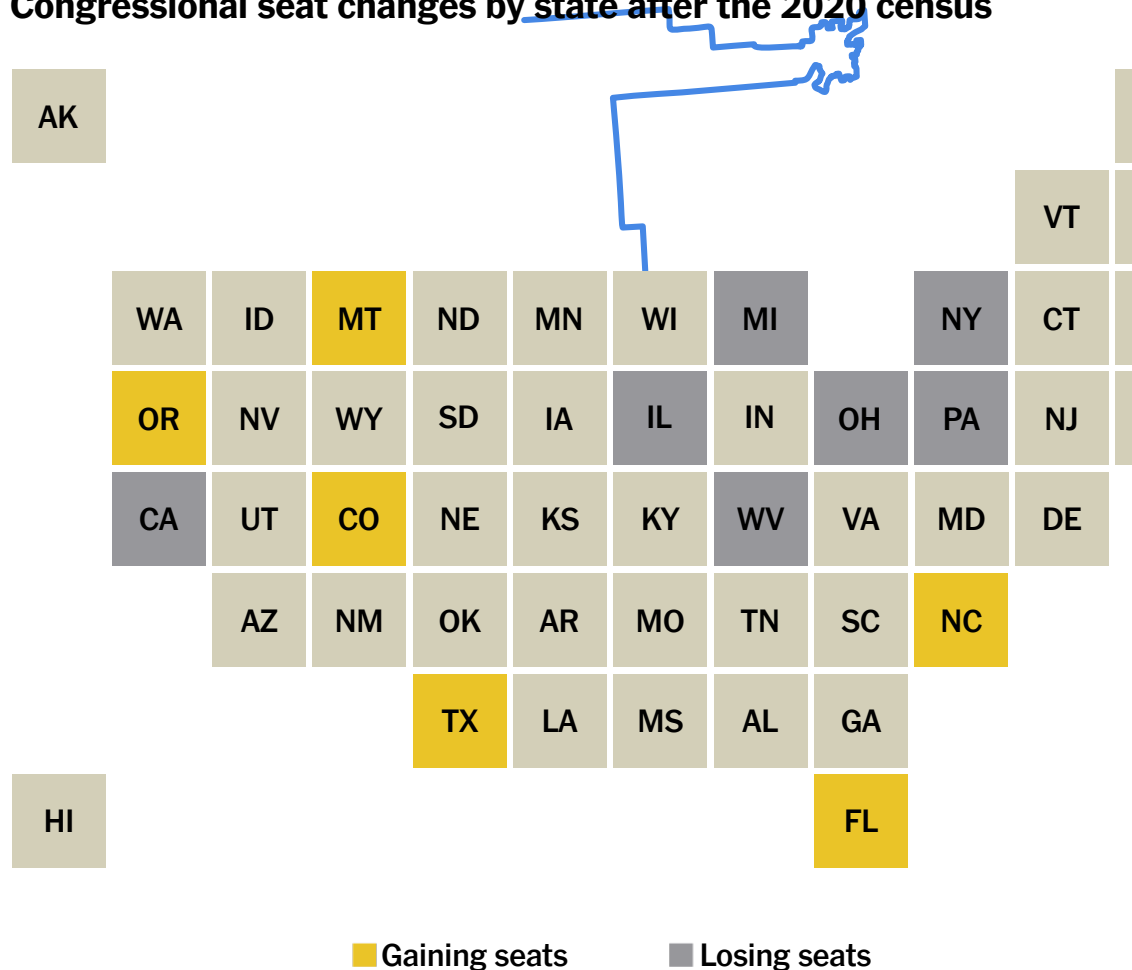 Congressional seat changes by state after the 2020 census
AK
VT
WA ID MT ND MN WI MI NY CT
OR NV WY SD IA IL IN OH PA NJ
CA UT CO NE KS KY WV VA MD DE
AZ NM OK AR MO TN SC NC
TX LA MS AL GA
HI FL
Gaining seats Losing seats